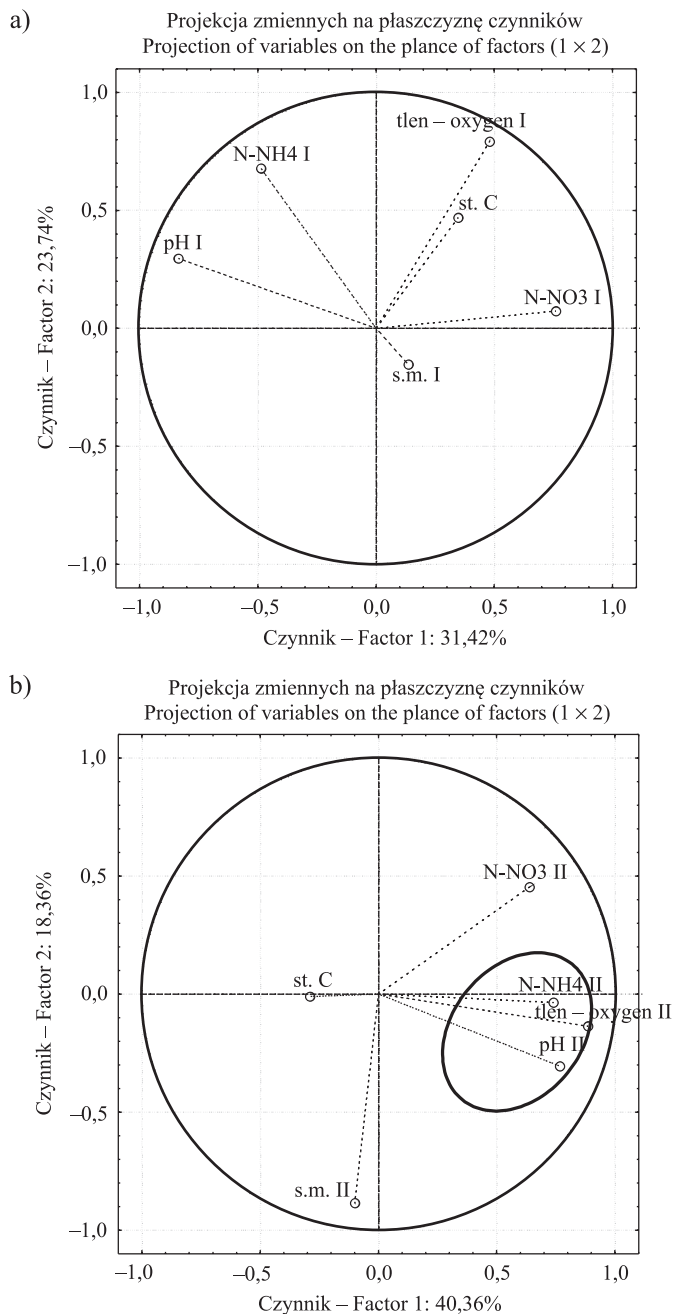 a)
Projekcja zmiennych na płaszczyznę czynników
Projection of variables on the plance of factors (1 × 2)
1,0
tlen – oxygen I
N-NH4 I
0,5
st. C
pH I
N-NO3 I
0,0
s.m. I
–0,5
–1,0
Czynnik – Factor 2: 23,74%
–1,0 –0,5 0,0 0,5 1,0
Czynnik – Factor 1: 31,42%
b)
Projekcja zmiennych na płaszczyznę czynników
Projection of variables on the plance of factors (1 × 2)
1,0
N-NO3 II
0,5
st. C
N-NH4 II
0,0
tlen – oxygen II
pH II
–0,5
s.m. II
–1,0
Czynnik – Factor 2: 18,36%
–1,0 –0,5 0,0 0,5 1,0
Czynnik – Factor 1: 40,36%